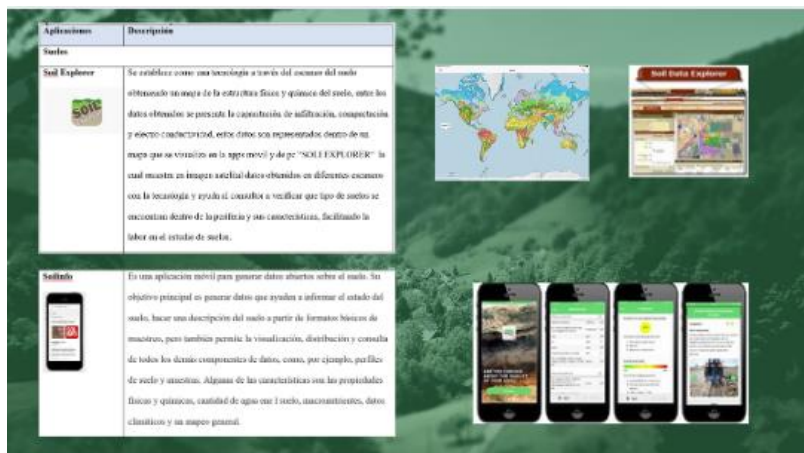 Aplicaciones Descripción
Suelos
Soil Explorer
Se establece como una tecnología a través del escaneo del suelo
obteniendo un mapa de la estructura física y química del suelo, entre los
datos obtenidos se presenta la capacitación de infiltración, compactación
y electro conductividad, estos datos son representados dentro de un
mapa que se visualiza en la apps móvil y de pc "SOLI EXPLORER" la
cual muestra en imagen satelital datos obtenidos en diferentes escaneos
con la tecnología y ayuda al consultor a verificar que tipo de suelos se
encuentran dentro de la periferia y sus características, facilitando la
labor en el estudio de suelos.
SOIL
Soil Data Explorer
Soilinfo
Es una aplicación móvil para generar datos abiertos sobre el suelo. Su
objetivo principal es generar datos que ayuden a informar el estado del
suelo, hacer una descripción del suelo a partir de formatos básicos de
muestreo, pero también permite la visualización, distribución y consulta
de todos los demás componentes de datos, como, por ejemplo, perfiles
de suelo y muestras. Algunas de las características son las propiedades
físicas y químicas, cantidad de agua ene l suelo, macronutrientes, datos
climáticos y un mapeo general.